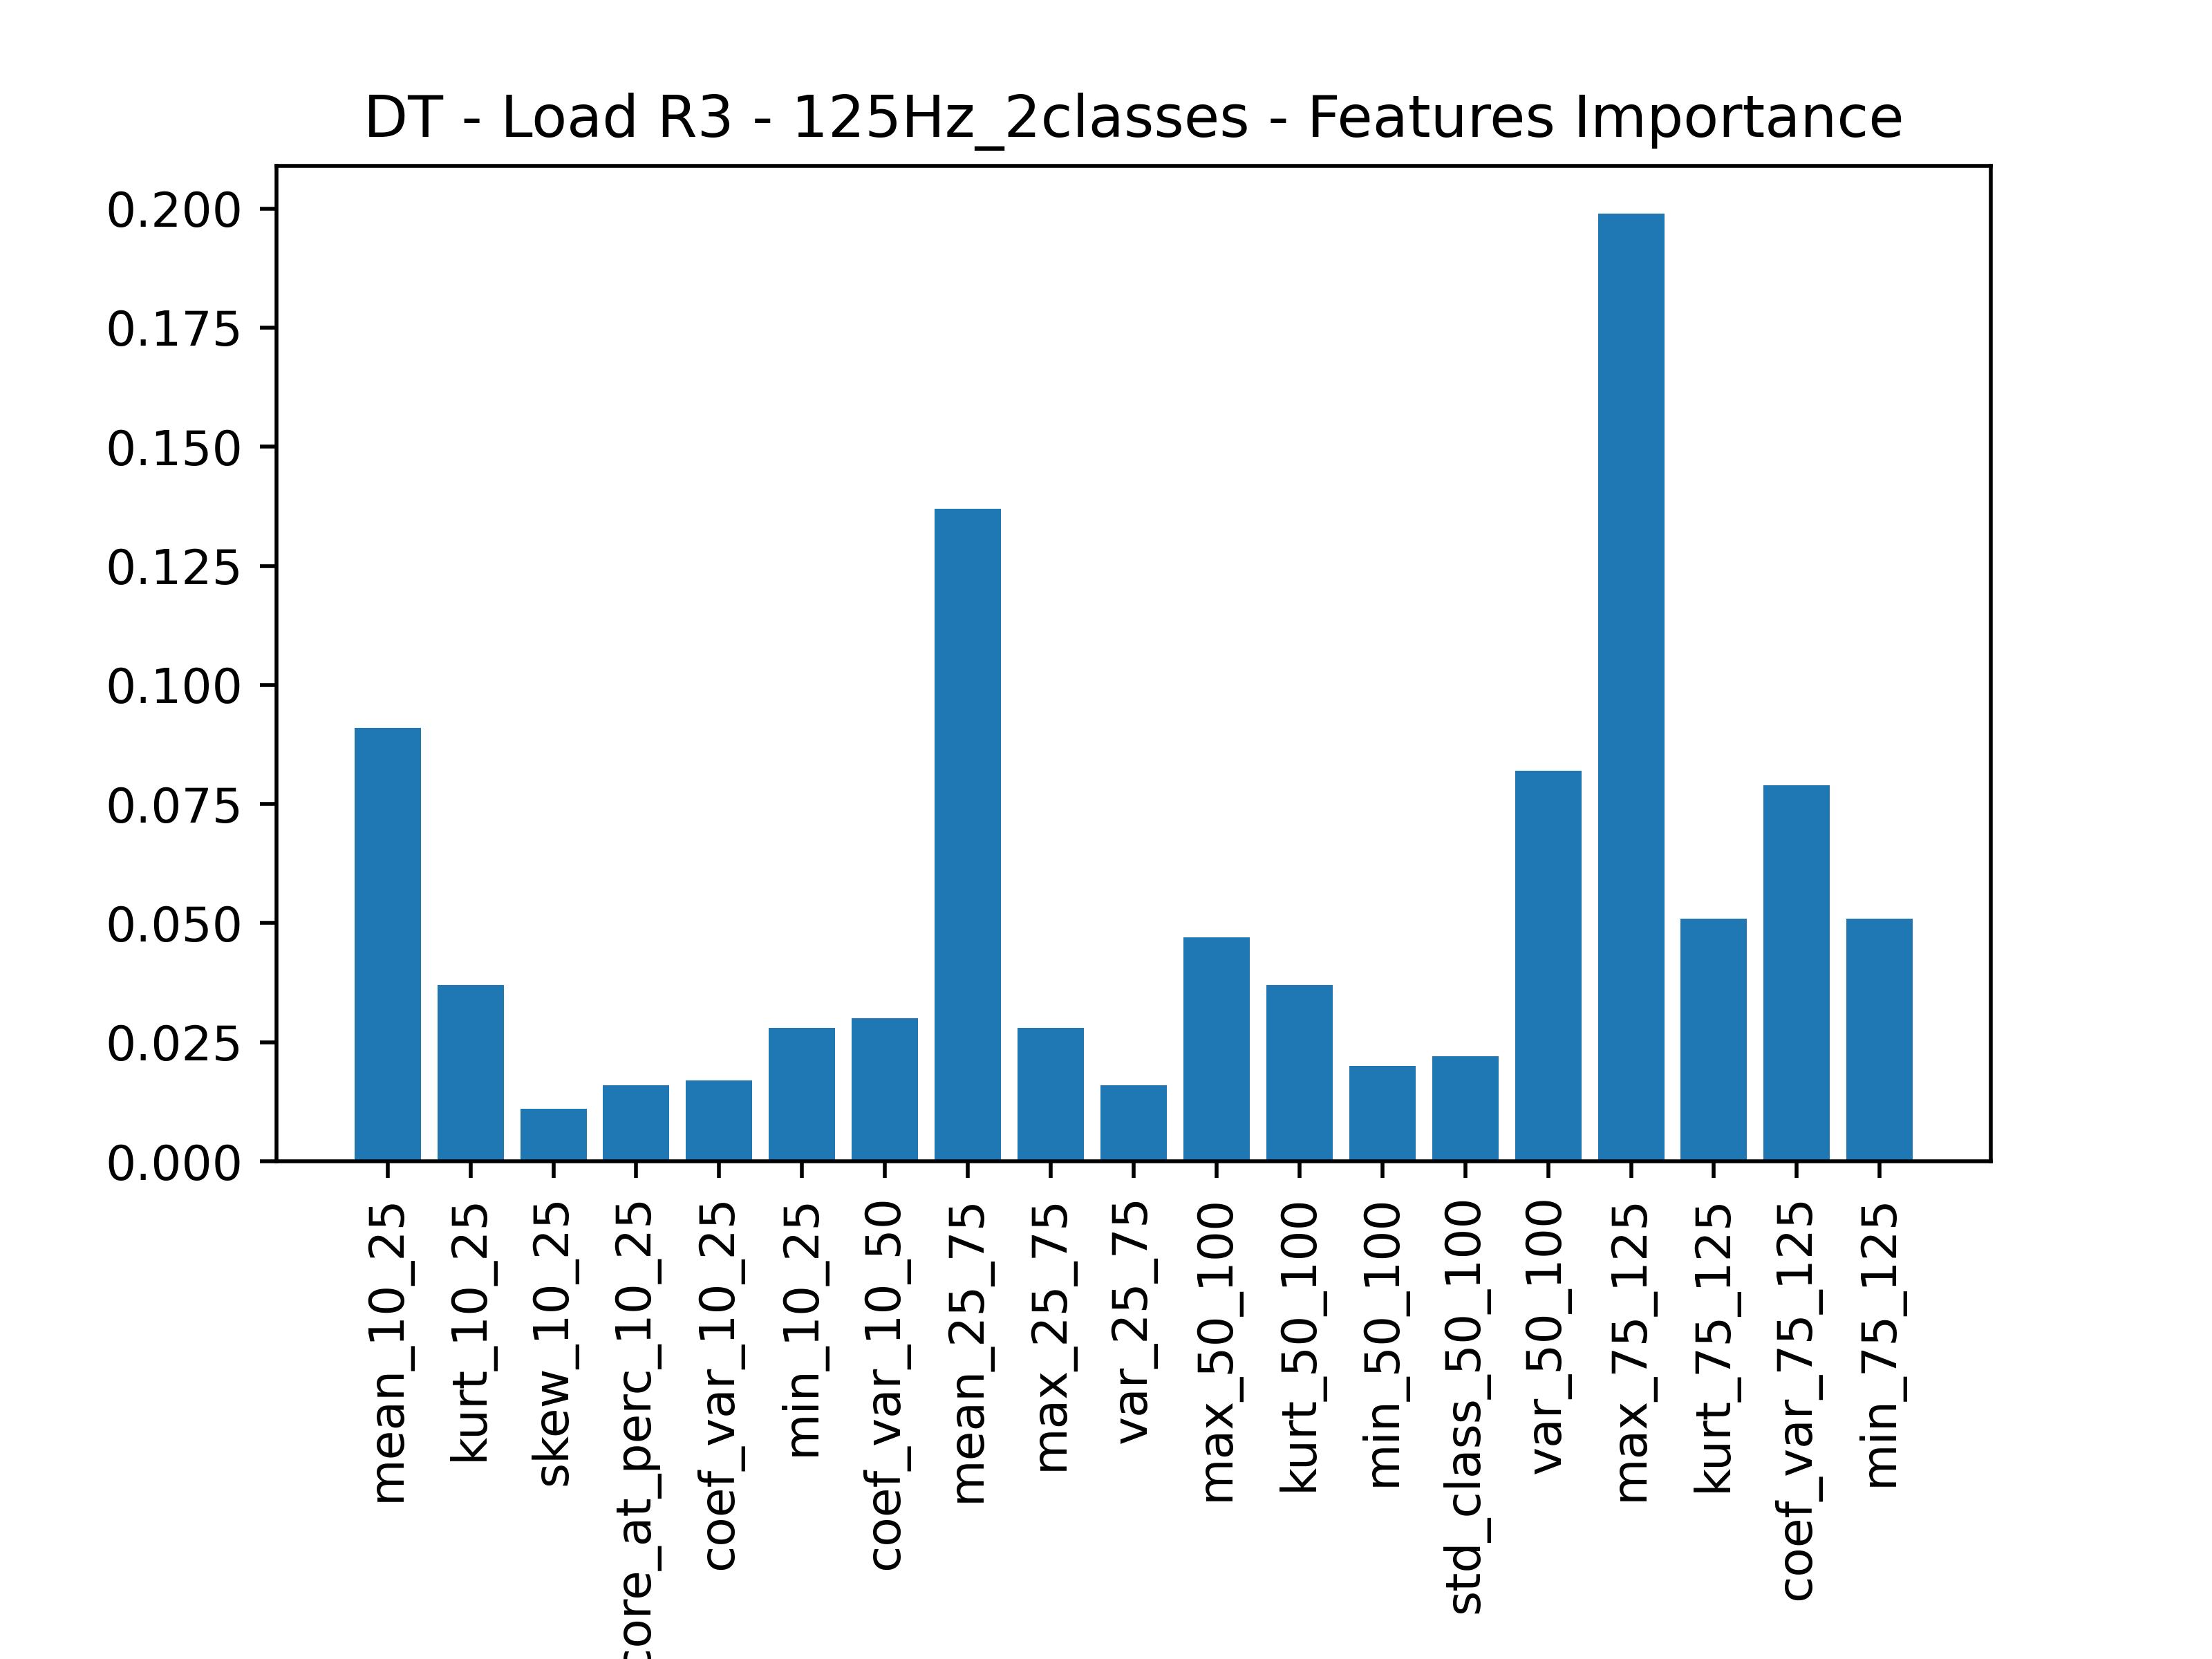 DT - Load R3 - 125Hz_2classes - Features Importance
0.200
0.175
0.150
0.125
0.100
0.075
0.050
0.025
0.000
mean_10_25
kurt_10_25
skew_10_25
core_at_perc_10_25
coef_var_10_25
min_10_25
coef_var_10_50
mean_25_75
max_25_75
var_25_75
max_50_100
kurt_50_100
min_50_100
std_class_50_100
var_50_100
max_75_125
kurt_75_125
coef_var_75_125
min_75_125